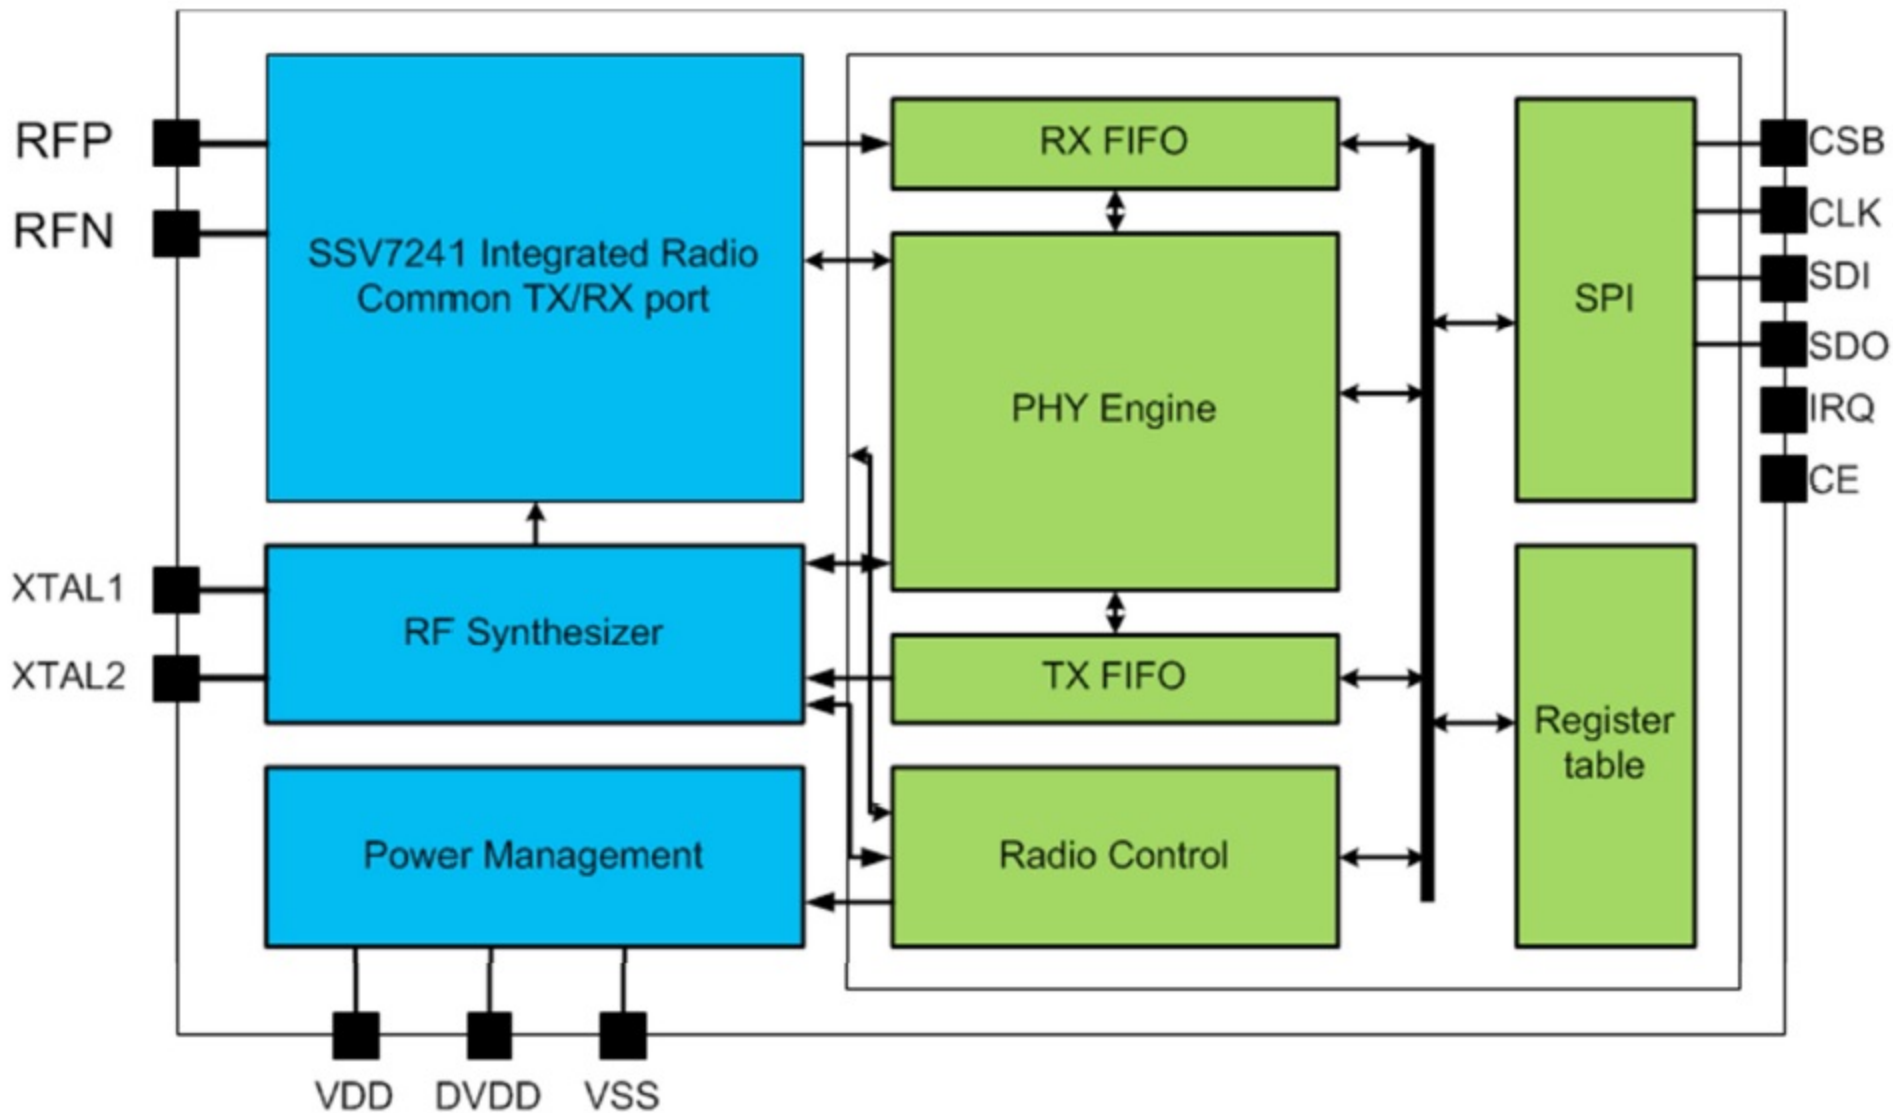 RFP
RFN
XTAL1
XTAL2
SSV7241 Integrated Radio
Common TX/RX port
RF Synthesizer
Power Management
VDD
DVDD
VSS
RX FIFO
PHY Engine
TX FIFO
Radio Control
SPI
Register
table
CSB
CLK
SDI
SDO
IRQ
CE